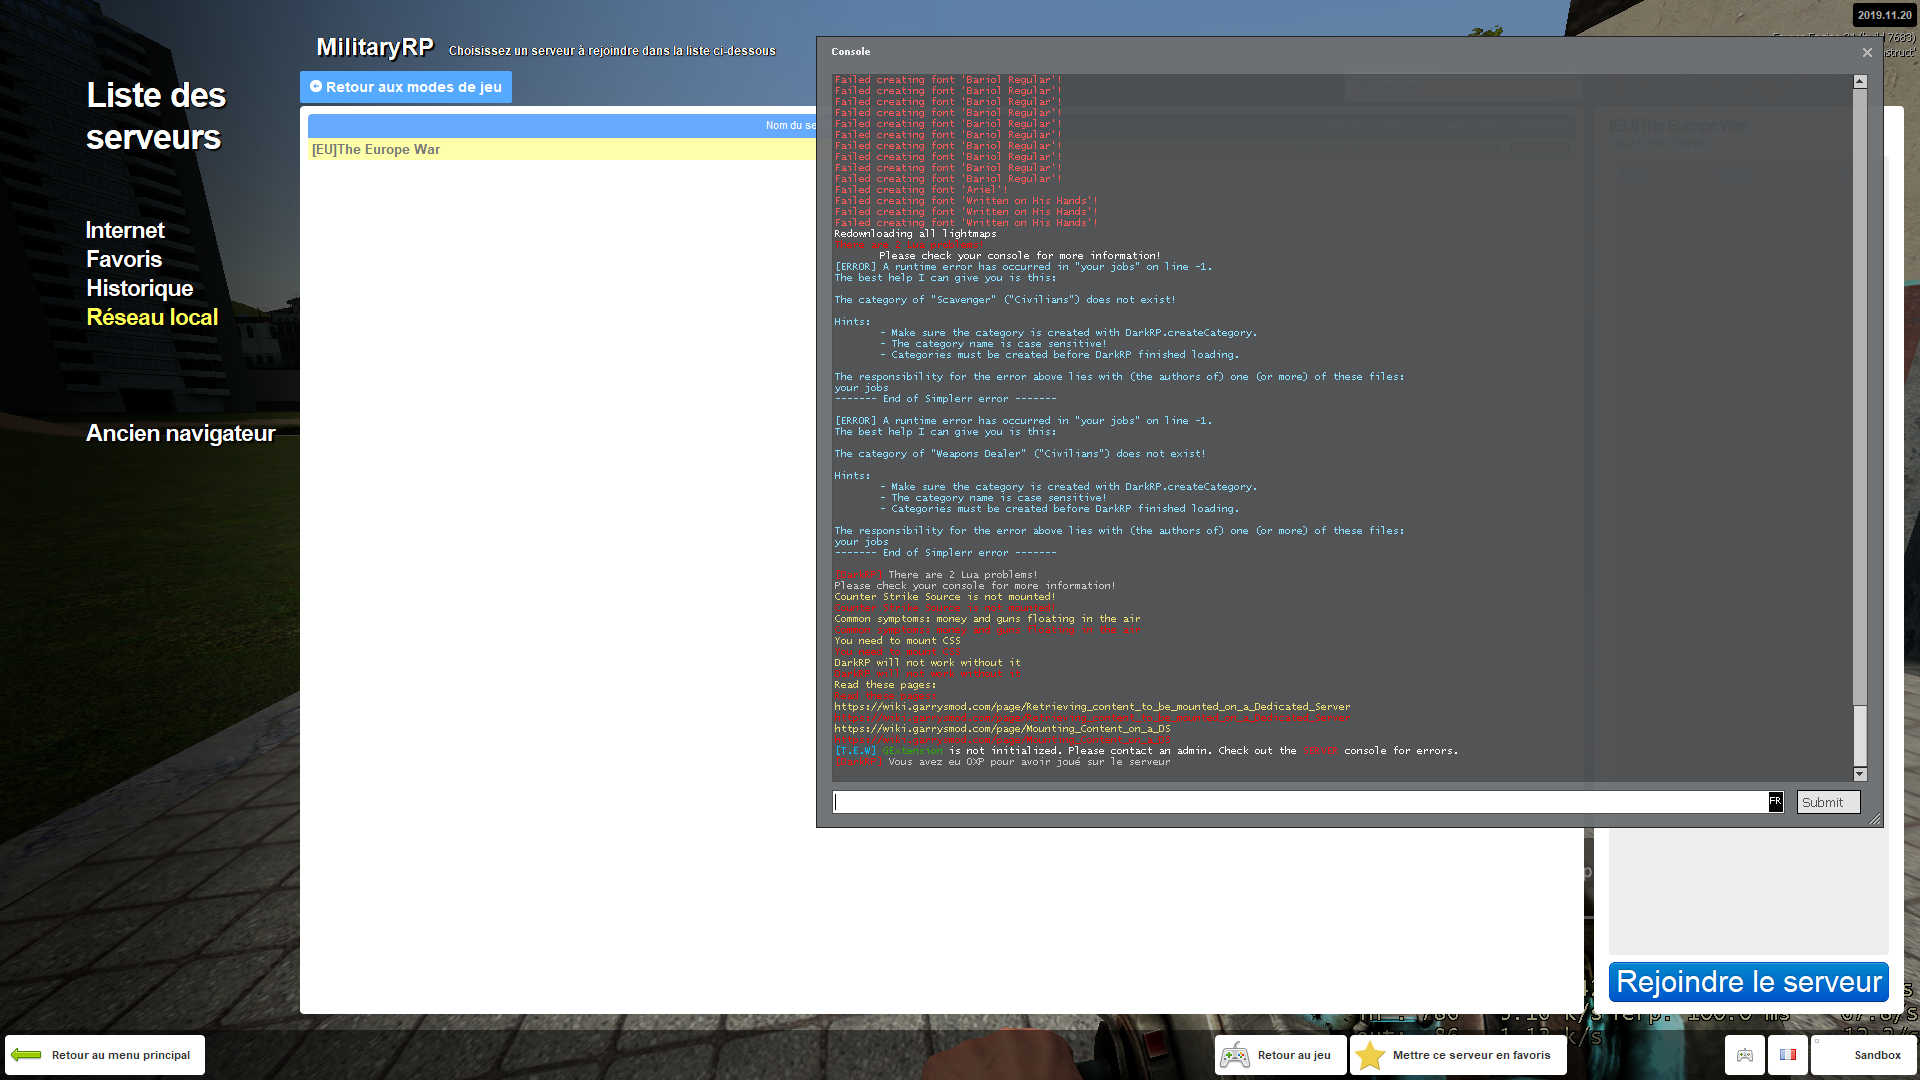 2019.11.20
MilitaryRP Choisissez un serveur à rejoindre dans la liste ci-dessous
Liste des
serveurs
Retour aux modes de jeu
[EU]The Europe War
Internet
Favoris
Historique
Réseau local
Ancien navigateur
Console
Failed creating font 'Bariol Regular'!
Failed creating font 'Bariol Regular'!
Failed creating font 'Bariol Regular'!
Failed creating font 'Bariol Regular'!
Failed creating font 'Bariol Regular'!
Failed creating font 'Bariol Regular'!
Failed creating font 'Bariol Regular'!
Failed creating font 'Bariol Regular'!
Failed creating font 'Bariol Regular'!
Failed creating font 'Bariol Regular'!
Failed creating font 'Ariel'!
Failed creating font 'Written on His Hands'!
Failed creating font 'Written on His Hands'!
Failed creating font 'Written on His Hands'!
Redownloading all lightmaps
Please check your console for more information!
[ERROR] A runtime error has occurred in "your jobs" on line -1.
The best help I can give you is this:
The category of "Scavenger" ("Civilians") does not exist!
Hints:
- Make sure the category is created with DarkRP.createCategory.
- The category name is case sensitive!
- Categories must be created before DarkRP finished loading.
The responsibility for the error above lies with (the authors of) one (or more) of these files:
your jobs
------- End of Simplerr error -------
[ERROR] A runtime error has occurred in "your jobs" on line -1.
The best help I can give you is this:
The category of "Weapons Dealer" ("Civilians") does not exist!
Hints:
- Make sure the category is created with DarkRP.createCategory.
- The category name is case sensitive!
- Categories must be created before DarkRP finished loading.
The responsibility for the error above lies with (the authors of) one (or more) of these files:
your jobs
------- End of Simplerr error -------
There are 2 Lua problems!
Please check your console for more information!
Counter Strike Source is not mounted!
Common symptoms: money and guns floating in the air
You need to mount CSS
DarkRP will not work without it
Read these pages:
https://wiki.garrysmod.com/page/Retrieving_content_to_be_mounted_on_a_Dedicated_Server
https://wiki.garrysmod.com/page/Mounting_Content_on_a_DS
[T.E.W] GExtension is not initialized. Please contact an admin. Check out the console for errors.
Vous avez eu 0XP pour avoir joué sur le serveur
FR
Submit
Rejoindre le serveur
Retour au menu principal
Retour au jeu
Mettre ce serveur en favoris
Sandbox